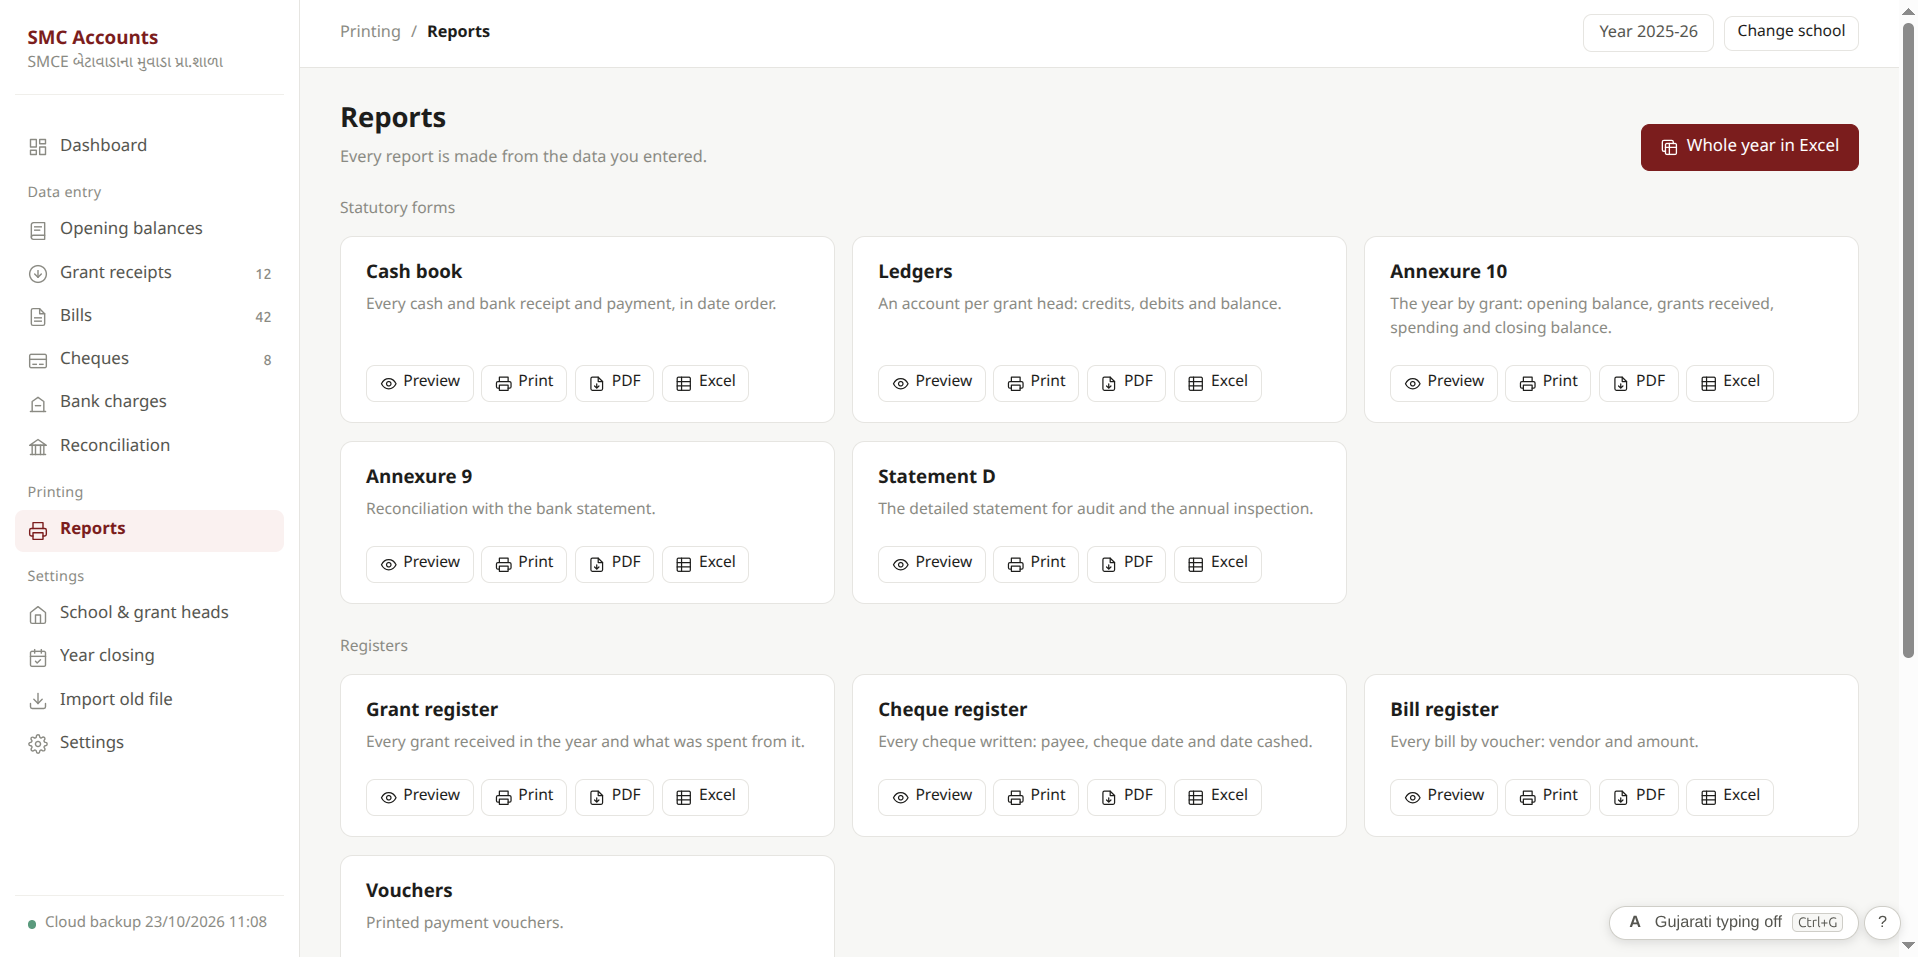 SMC Accounts
SMCE બેટાવાડાના મુવાડા પ્રા.શાળા
Dashboard
Data entry
Opening balances
Grant receipts 12
Bills 42
Cheques 8
Bank charges
Reconciliation
Printing
Reports
Settings
School & grant heads
Year closing
Import old file
Settings
Cloud backup 23/10/2026 11:08
Printing / Reports
Year 2025-26
Change school
Reports
Every report is made from the data you entered.
Whole year in Excel
Statutory forms
Cash book
Every cash and bank receipt and payment, in date order.
Preview Print PDF Excel
Ledgers
An account per grant head: credits, debits and balance.
Preview Print PDF Excel
Annexure 10
The year by grant: opening balance, grants received,
spending and closing balance.
Preview Print PDF Excel
Annexure 9
Reconciliation with the bank statement.
Preview Print PDF Excel
Statement D
The detailed statement for audit and the annual inspection.
Preview Print PDF Excel
Registers
Grant register
Every grant received in the year and what was spent from it.
Preview Print PDF Excel
Cheque register
Every cheque written: payee, cheque date and date cashed.
Preview Print PDF Excel
Bill register
Every bill by voucher: vendor and amount.
Preview Print PDF Excel
Vouchers
Printed payment vouchers.
A Gujarati typing off Ctrl+G
?